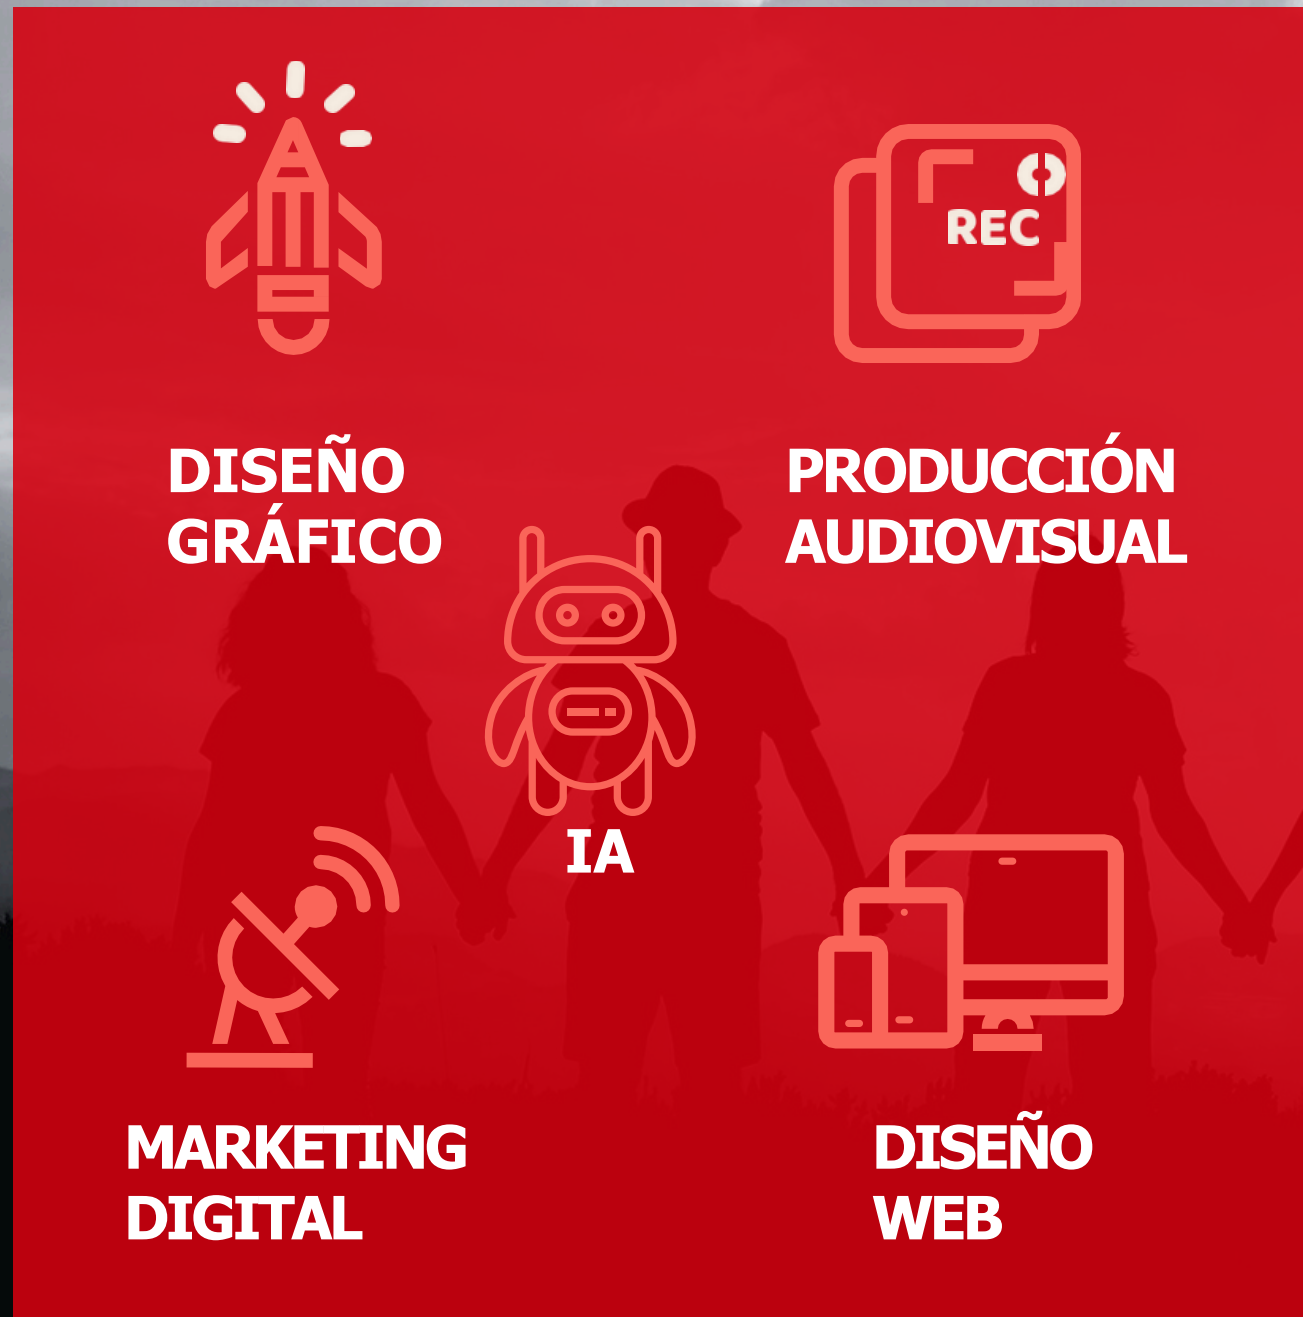 REC
DISEÑO
GRÁFICO
PRODUCCIÓN
AUDIOVISUAL
IA
MARKETING
DIGITAL
DISEÑO
WEB